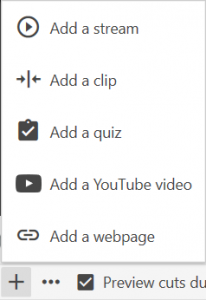 Add a stream
Add a clip
Add a quiz
Add a YouTube video
Add a webpage
Preview cuts du